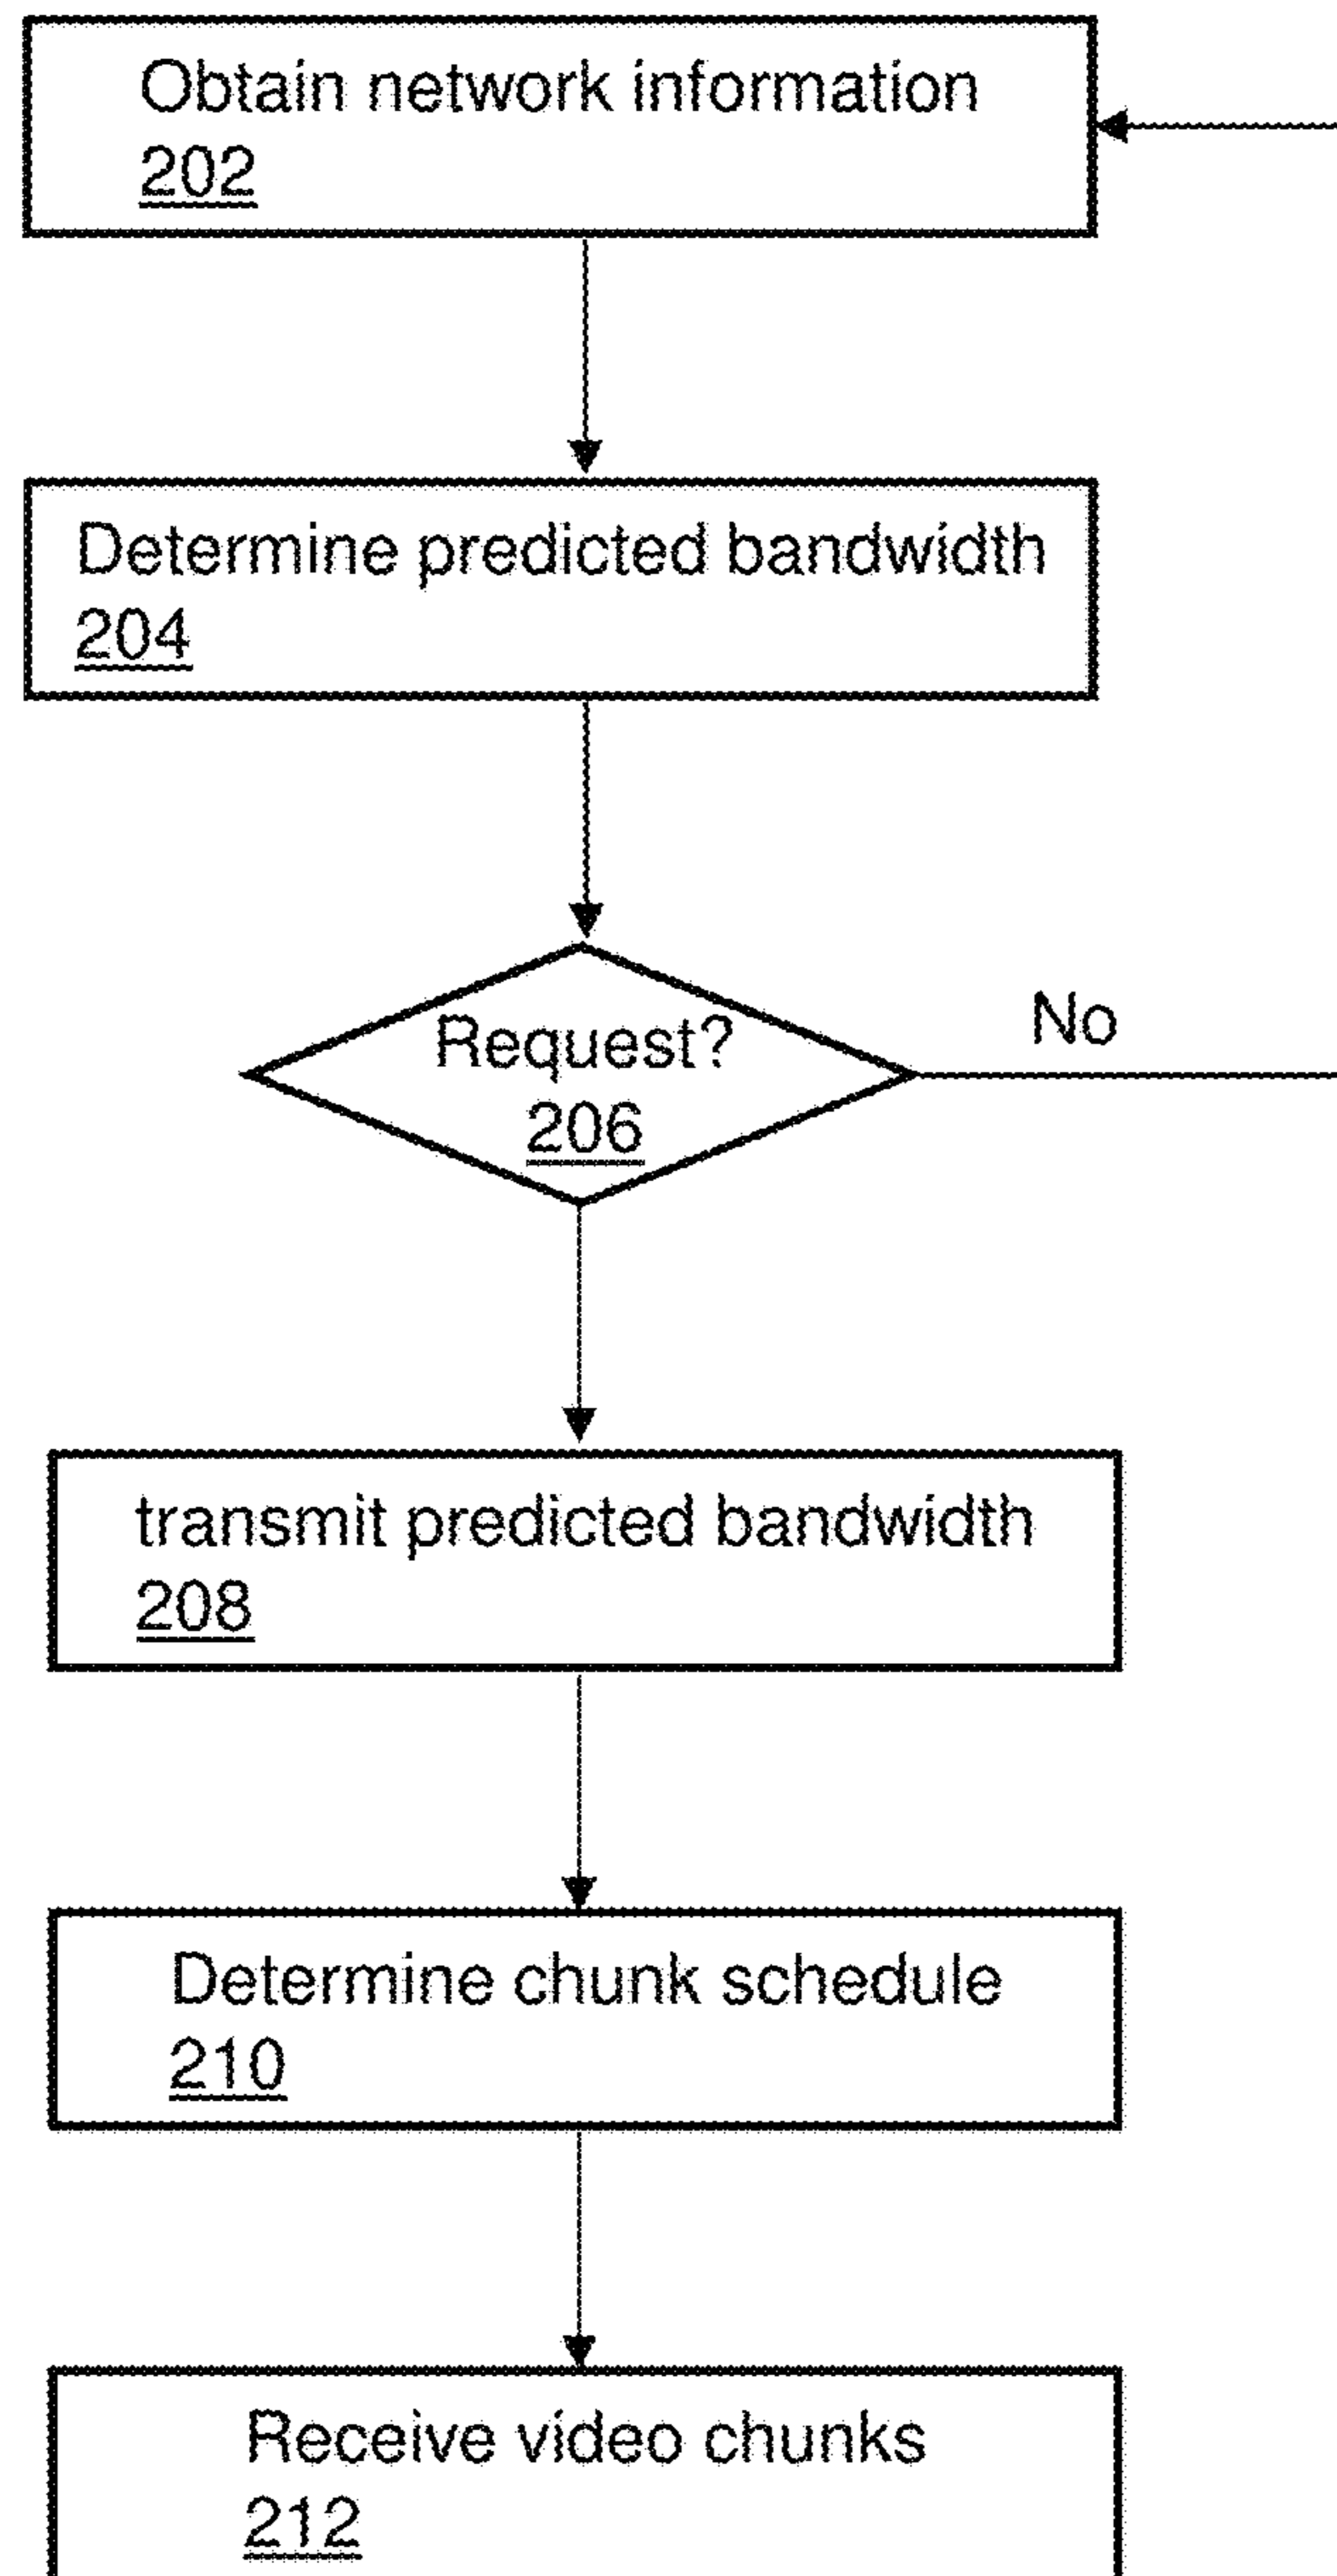 Obtain network information
202
Determine predicted bandwidth
204
Request?
206
No
transmit predicted bandwidth
208
Determine chunk schedule
210
Receive video chunks
212